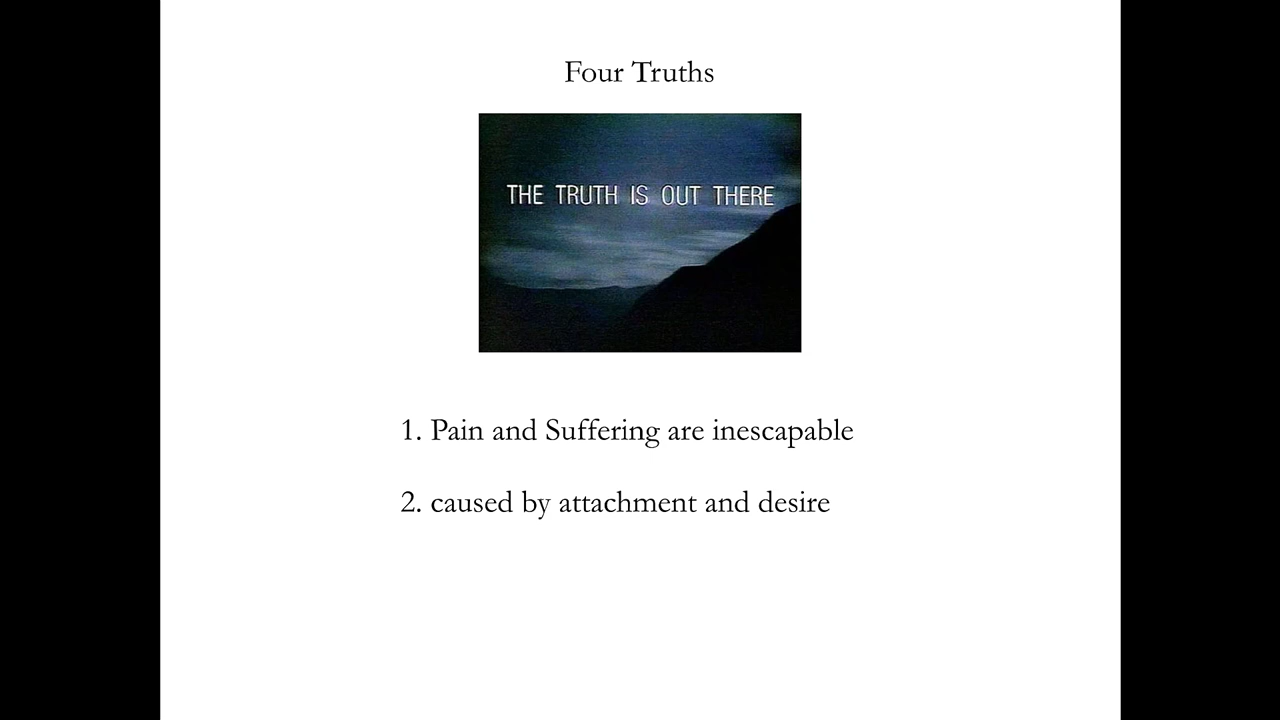 Four Truths
THE TRUTH IS OUT THERE
1. Pain and Suffering are inescapable
2. caused by attachment and desire